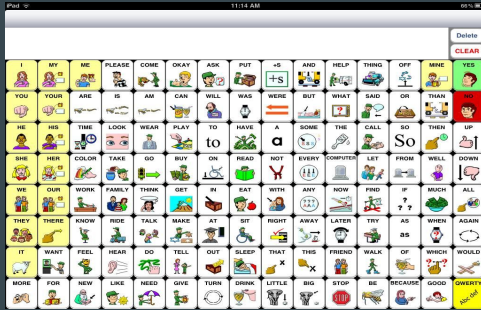 iPad 11:14 AM 66%
Delete
CLEAR
I MY ME PLEASE COME OKAY ASK PUT +S AND HELP THING OFF MINE YES
+s
YOU YOUR ARE IS AM CAN WILL WAS WERE BUT WHAT SAID OR THAN NO
HE HIS TIME LOOK WEAR PLAY TO HAVE A SOME THE CALL SO THEN UP
to a So
SHE HER COLOR TAKE GO BUY ON READ NOT EVERY COMPUTER LET FROM WELL DOWN
WE OUR WORK FAMILY THINK GET IN EAT WITH ANY NOW FIND IF MUCH ALL
? ?
THEY THERE KNOW RIDE TALK MAKE AT SIT RIGHT AWAY LATER TRY AS WHEN AGAIN
as
IT WANT FEEL HEAR DO TELL OUT SLEEP THAT THIS FRIEND WALK OF WHICH WOULD
MORE FOR NEW LIKE NEED GIVE TURN DRINK LITTLE BIG STOP BE BECAUSE GOOD QWERTY
STOP Abc def